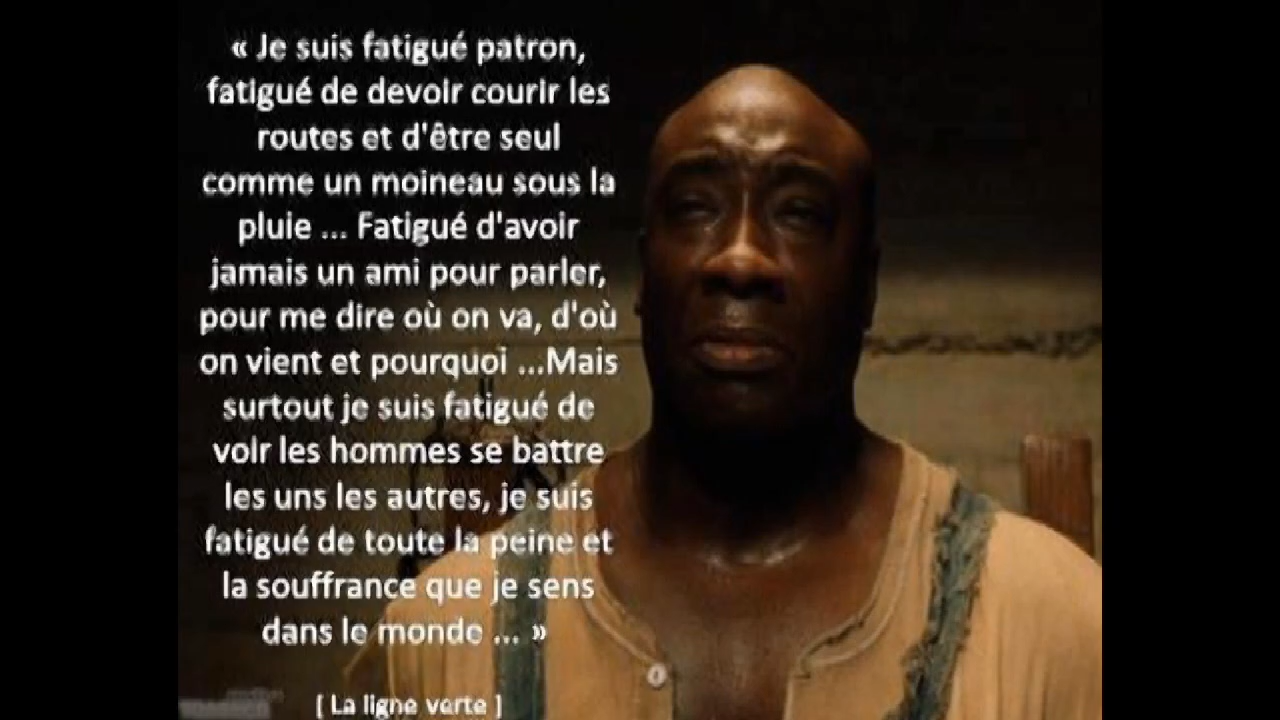 « Je suis fatigué patron,
fatigué de devoir courir les
routes et d'être seul
comme un moineau sous la
pluie ... Fatigué d'avoir
jamais un ami pour parler,
pour me dire où on va, d'où
on vient et pourquoi ...Mais
surtout je suis fatigué de
voir les hommes se battre
les uns les autres, je suis
fatigué de toute la peine et
la souffrance que je sens
dans le monde ... »
[ La ligne verte ]